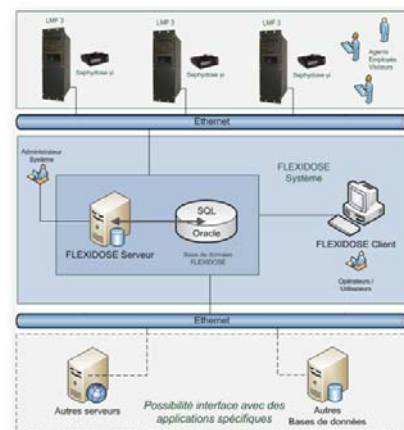 LMF 3
LMF 3
LMF 3
Saphydose γi
Saphydose γi
Saphydose γi
Agents
Employés
Visiteurs
Ethernet
Administrateur
Système
FLEXIDOSE
Système
SQL
Oracle
FLEXIDOSE Serveur
Base de données
FLEXIDOSE
FLEXIDOSE Client
Opérateurs /
Utilisateurs
Ethernet
Autres serveurs
Possibilité interface avec des
applications spécifiques
Autres
Bases de données